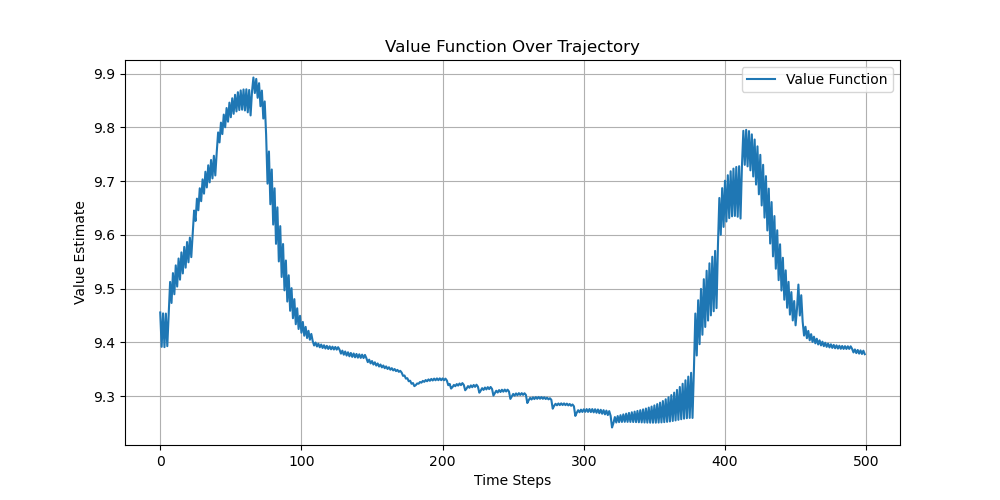 Value Function Over Trajectory
Value Function
Value Estimate
9.9
9.8
9.7
9.6
9.5
9.4
9.3
0 100 200 300 400 500
Time Steps